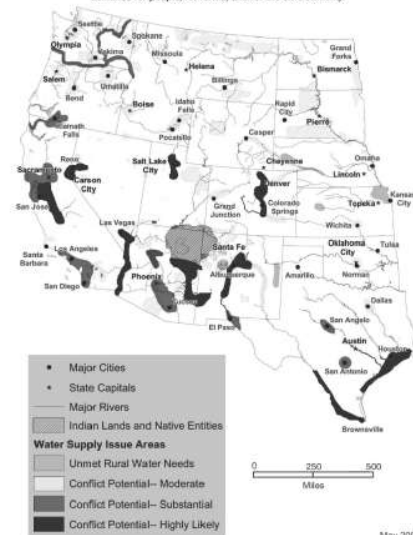 Seattle
Olympia
Spokane
Yakima
Missoula
Helena
Grand
Forks
Bismarck
Salem
Umatilla
Billings
Bend
Boise
Idaho
Falls
Rapid
City
Pierre
Klamath
Falls
Pocatello
Casper
Reno
Salt Lake
City
Cheyenne
Omaha
Lincoln
Sacramento
Carson
City
Denver
Kansas
City
Topeka
San Jose
Grand
Junction
Colorado
Springs
Wichita
Las Vegas
Santa Fe
Oklahoma
City
Tulsa
Santa
Barbara
Los Angeles
Albuquerque
Amarillo
Norman
Phoenix
San Diego
Dallas
El Paso
San Angelo
Austin
Houston
San Antonio
Brownsville
Major Cities
State Capitals
Major Rivers
Indian Lands and Native Entities
Water Supply Issue Areas
Unmet Rural Water Needs
Conflict Potential-- Moderate
Conflict Potential-- Substantial
Conflict Potential-- Highly Likely
0 250 500
Miles